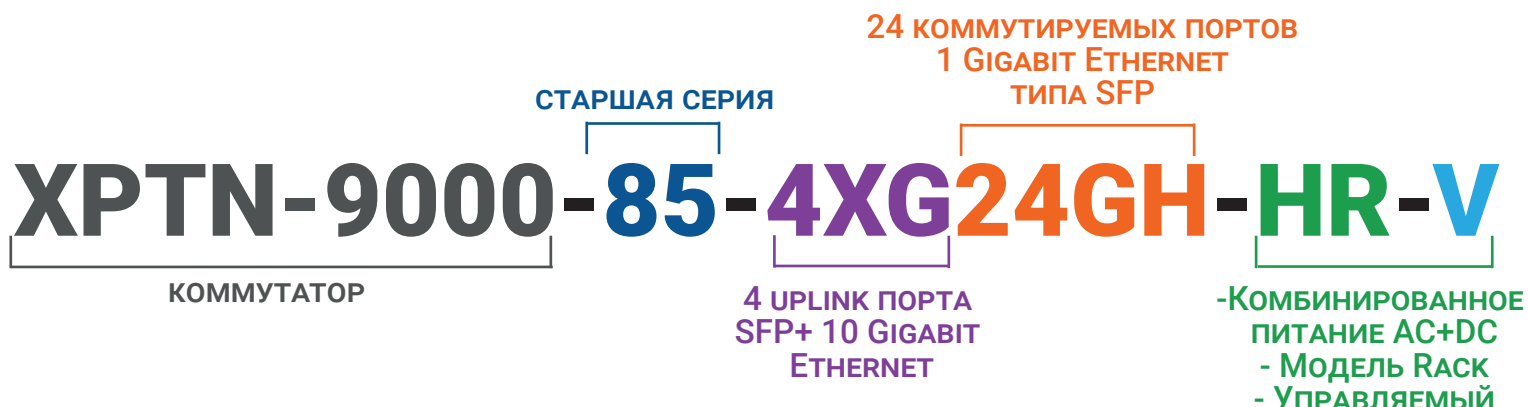 24 КОММУТИРУЕМЫХ ПОРТОВ
1 GIGABIT ETHERNET
ТИПА SFP
СТАРШАЯ СЕРИЯ
XPTN-9000-85-4XG24GH-HR-V
КОММУТАТОР
4 UPLINK ПОРТА
SFP+ 10 GIGABIT
ETHERNET
-КОМБИНИРОВАННОЕ
ПИТАНИЕ AC+DC
- МОДЕЛЬ RACK
- УПРАВЛЯЕМЫЙ